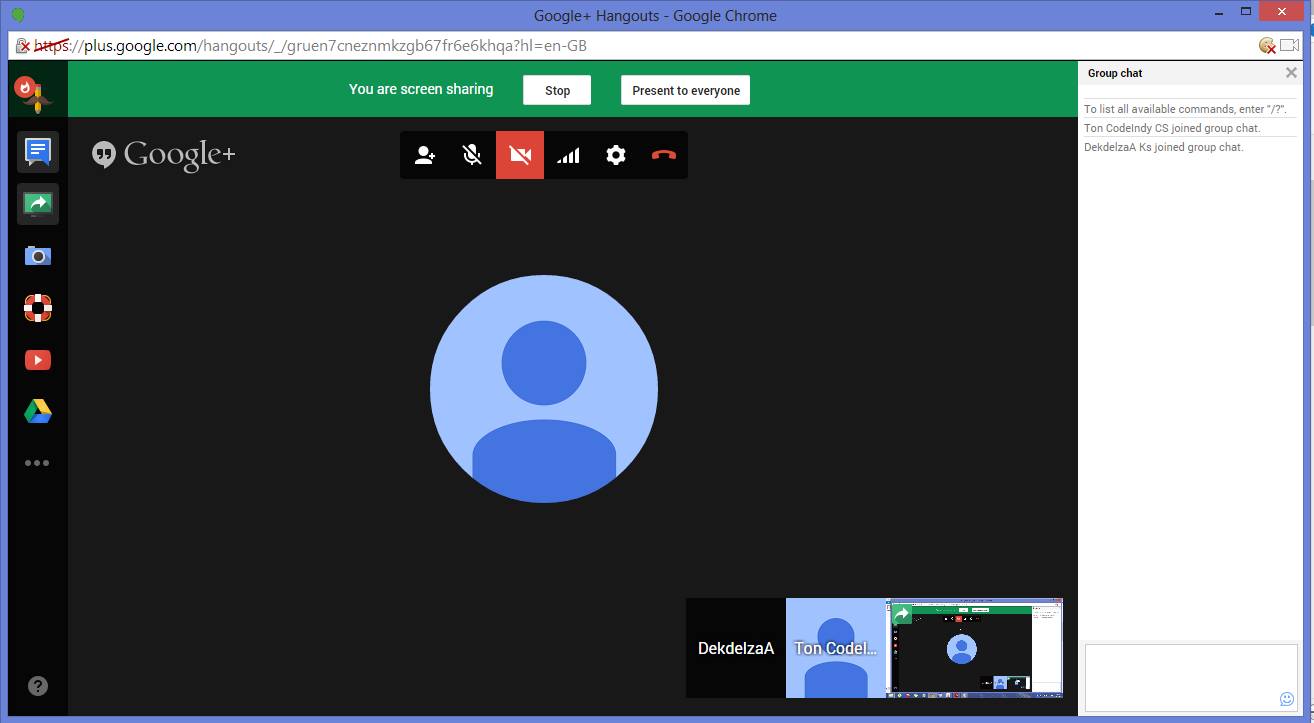 Google+ Hangouts - Google Chrome
https://plus.google.com/hangouts/_/gruen7cneznmkzgb67fr6e6khqa?hl=en-GB
You are screen sharing
Stop
Present to everyone
Group chat
Google+
To list all available commands, enter "/?".
Ton CodeIndy CS joined group chat.
DekdelzaA Ks joined group chat.
DekdelzaA
Ton CodeI...